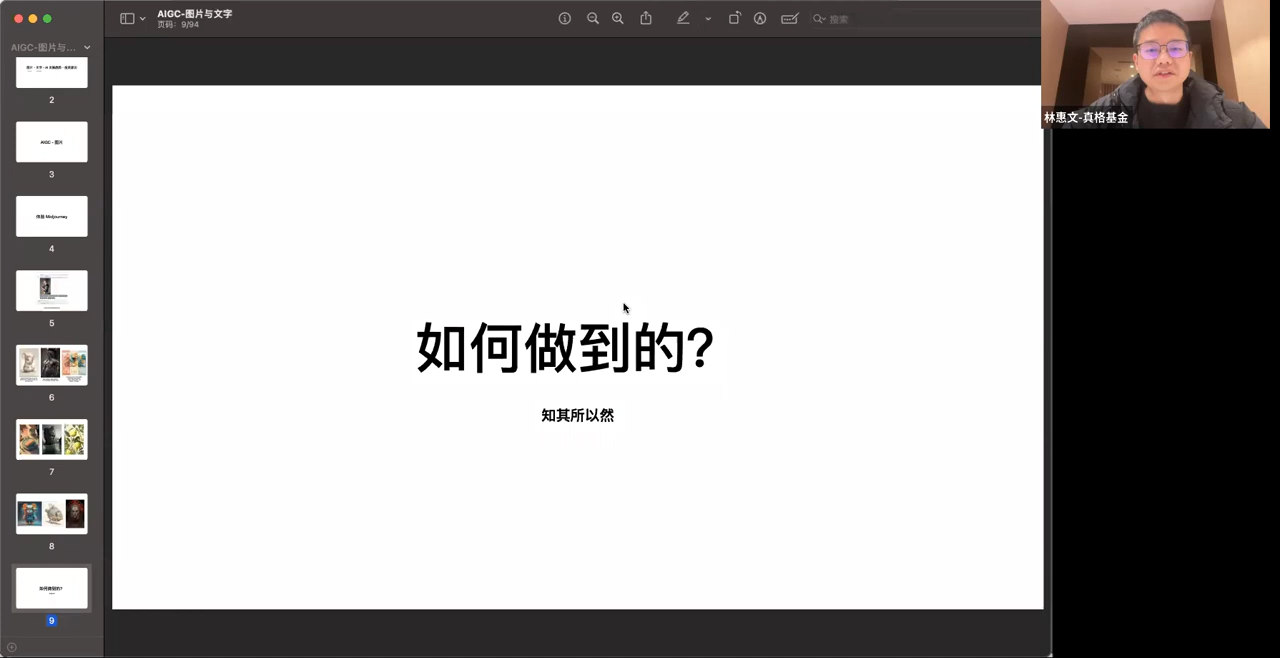 AIGC-图片与文字
页码：9/94
搜索
AIGC-图片与...
2
AIGC - 图片
3
体验 Midjourney
4
5
6
7
8
如何做到的?
9
如何做到的?
知其所以然
林惠文-真格基金